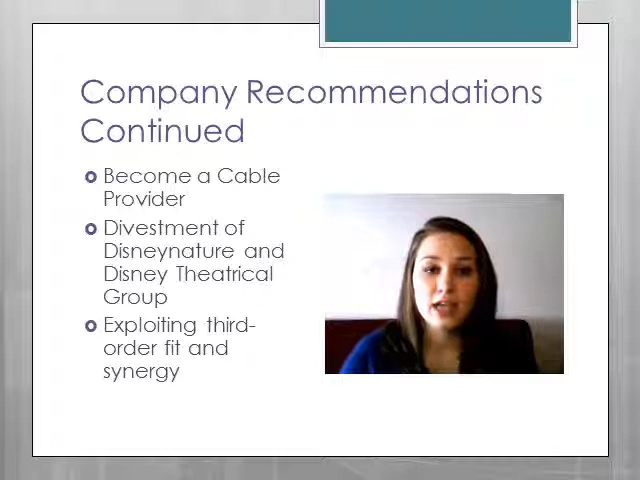 Company Recommendations
Continued
Become a Cable
Provider
Divestment of
Disneynature and
Disney Theatrical
Group
Exploiting third-
order fit and
synergy